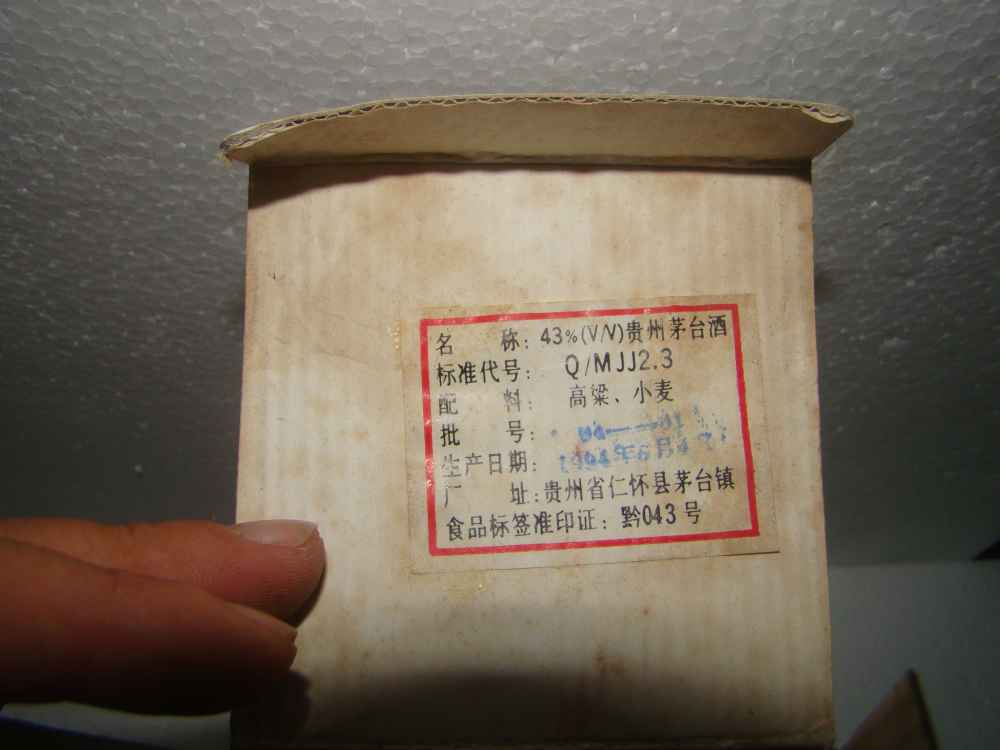 名 称: 43%(V/V)贵州茅台酒
标准代号: Q/MJJ2.3
配 料: 高粱、小麦
批 号:
生产日期:
厂 址:贵州省仁怀县茅台镇
食品标签准印证: 黔043号